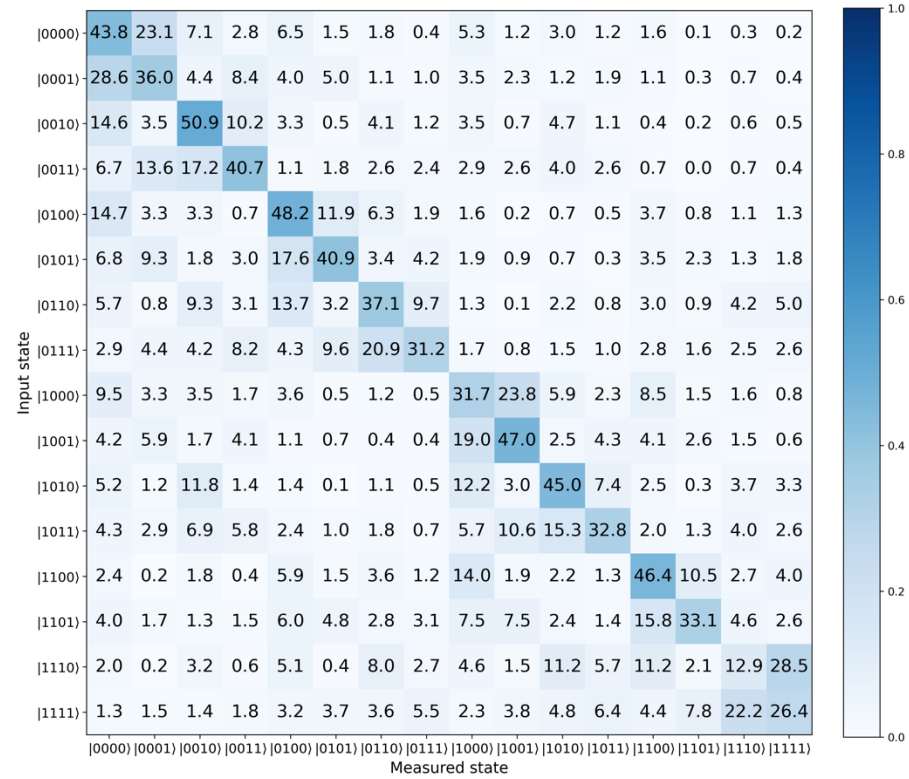 |0000⟩ 43.8 23.1 7.1 2.8 6.5 1.5 1.8 0.4 5.3 1.2 3.0 1.2 1.6 0.1 0.3 0.2
|0001⟩ 28.6 36.0 4.4 8.4 4.0 5.0 1.1 1.0 3.5 2.3 1.2 1.9 1.1 0.3 0.7 0.4
|0010⟩ 14.6 3.5 50.9 10.2 3.3 0.5 4.1 1.2 3.5 0.7 4.7 1.1 0.4 0.2 0.6 0.5
|0011⟩ 6.7 13.6 17.2 40.7 1.1 1.8 2.6 2.4 2.9 2.6 4.0 2.6 0.7 0.0 0.7 0.4
|0100⟩ 14.7 3.3 3.3 0.7 48.2 11.9 6.3 1.9 1.6 0.2 0.7 0.5 3.7 0.8 1.1 1.3
|0101⟩ 6.8 9.3 1.8 3.0 17.6 40.9 3.4 4.2 1.9 0.9 0.7 0.3 3.5 2.3 1.3 1.8
|0110⟩ 5.7 0.8 9.3 3.1 13.7 3.2 37.1 9.7 1.3 0.1 2.2 0.8 3.0 0.9 4.2 5.0
|0111⟩ 2.9 4.4 4.2 8.2 4.3 9.6 20.9 31.2 1.7 0.8 1.5 1.0 2.8 1.6 2.5 2.6
|1000⟩ 9.5 3.3 3.5 1.7 3.6 0.5 1.2 0.5 31.7 23.8 5.9 2.3 8.5 1.5 1.6 0.8
|1001⟩ 4.2 5.9 1.7 4.1 1.1 0.7 0.4 0.4 19.0 47.0 2.5 4.3 4.1 2.6 1.5 0.6
|1010⟩ 5.2 1.2 11.8 1.4 1.4 0.1 1.1 0.5 12.2 3.0 45.0 7.4 2.5 0.3 3.7 3.3
|1011⟩ 4.3 2.9 6.9 5.8 2.4 1.0 1.8 0.7 5.7 10.6 15.3 32.8 2.0 1.3 4.0 2.6
|1100⟩ 2.4 0.2 1.8 0.4 5.9 1.5 3.6 1.2 14.0 1.9 2.2 1.3 46.4 10.5 2.7 4.0
|1101⟩ 4.0 1.7 1.3 1.5 6.0 4.8 2.8 3.1 7.5 7.5 2.4 1.4 15.8 33.1 4.6 2.6
|1110⟩ 2.0 0.2 3.2 0.6 5.1 0.4 8.0 2.7 4.6 1.5 11.2 5.7 11.2 2.1 12.9 28.5
|1111⟩ 1.3 1.5 1.4 1.8 3.2 3.7 3.6 5.5 2.3 3.8 4.8 6.4 4.4 7.8 22.2 26.4
|0000⟩ |0001⟩ |0010⟩ |0011⟩ |0100⟩ |0101⟩ |0110⟩ |0111⟩ |1000⟩ |1001⟩ |1010⟩ |1011⟩ |1100⟩ |1101⟩ |1110⟩ |1111⟩
Measured state
Input state
1.0
0.8
0.6
0.4
0.2
0.0